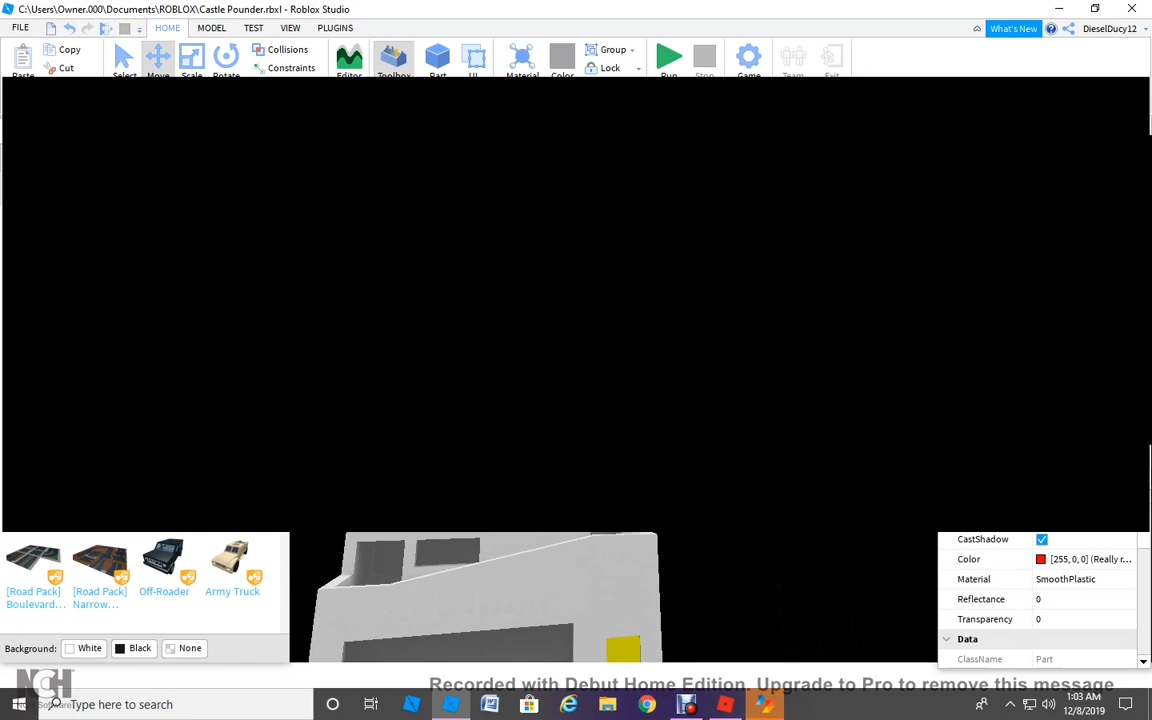 C:\Users\Owner.000\Documents\ROBLOX\Castle Pounder.rbxl - Roblox Studio
FILE HOME MODEL TEST VIEW PLUGINS What's New DieselDucy12
Copy Collisions Group
Cut Constraints Lock
Paste Select Move Scale Rotate Editor Toolbox Part UI Material Color Run Stop Game Team Exit
CastShadow
Color [255, 0, 0] (Really r...
Material SmoothPlastic
Reflectance 0
Transparency 0
Data
ClassName Part
[Road Pack] Boulevard...
[Road Pack] Narrow...
Off-Roader
Army Truck
Background: White Black None
NCH Software
Recorded with Debut Home Edition. Upgrade to Pro to remove this message
Type here to search
1:03 AM
12/8/2019